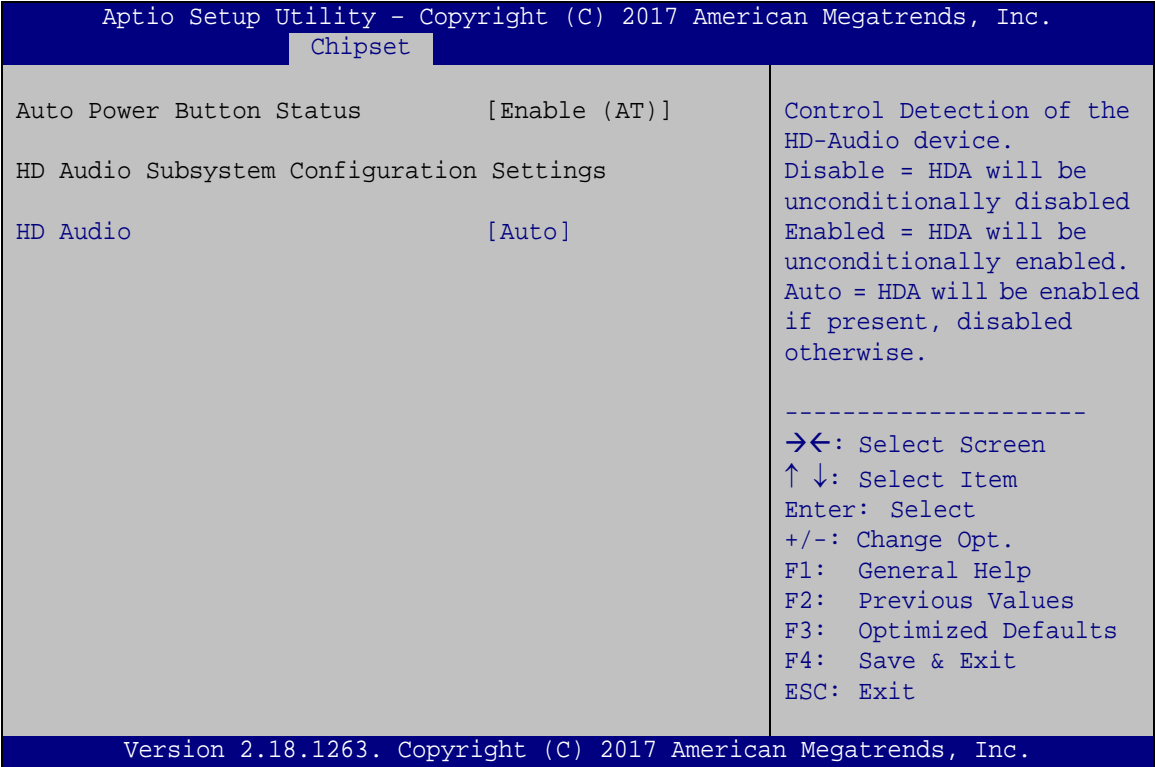 Aptio Setup Utility – Copyright (C) 2017 American Megatrends, Inc.
Chipset
Auto Power Button Status [Enable (AT)]
HD Audio Subsystem Configuration Settings
HD Audio [Auto]
Control Detection of the
HD-Audio device.
Disable = HDA will be
unconditionally disabled
Enabled = HDA will be
unconditionally enabled.
Auto = HDA will be enabled
if present, disabled
otherwise.
---------------------
→←: Select Screen
↑ ↓: Select Item
Enter: Select
+/-: Change Opt.
F1: General Help
F2: Previous Values
F3: Optimized Defaults
F4: Save & Exit
ESC: Exit
Version 2.18.1263. Copyright (C) 2017 American Megatrends, Inc.